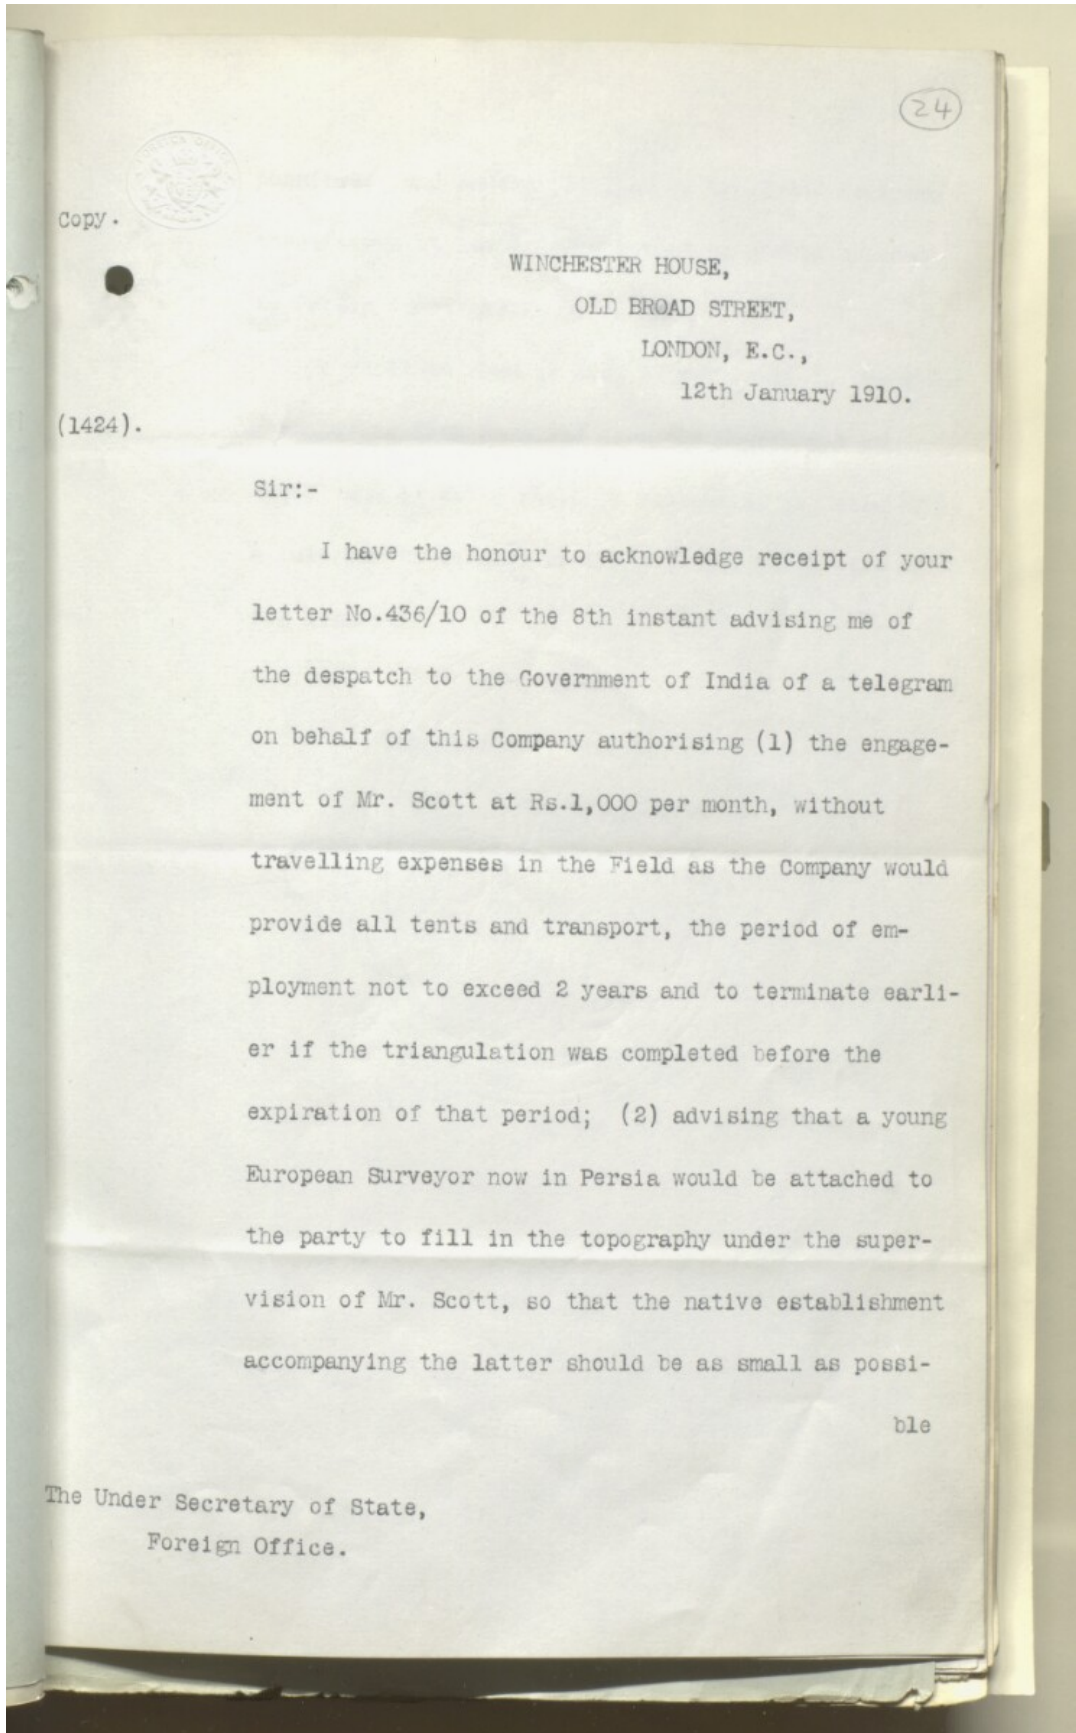 24
Copy.
WINCHESTER HOUSE,
OLD BROAD STREET,
LONDON, E.C.,
12th January 1910.
(1424).
Sir:-
I have the honour to acknowledge receipt of your
letter No.436/10 of the 8th instant advising me of
the despatch to the Government of India of a telegram
on behalf of this Company authorising (1) the engage-
ment of Mr. Scott at Rs.1,000 per month, without
travelling expenses in the Field as the Company would
provide all tents and transport, the period of em-
ployment not to exceed 2 years and to terminate earli-
er if the triangulation was completed before the
expiration of that period; (2) advising that a young
European Surveyor now in Persia would be attached to
the party to fill in the topography under the super-
vision of Mr. Scott, so that the native establishment
accompanying the latter should be as small as possi-
ble
The Under Secretary of State,
Foreign Office.